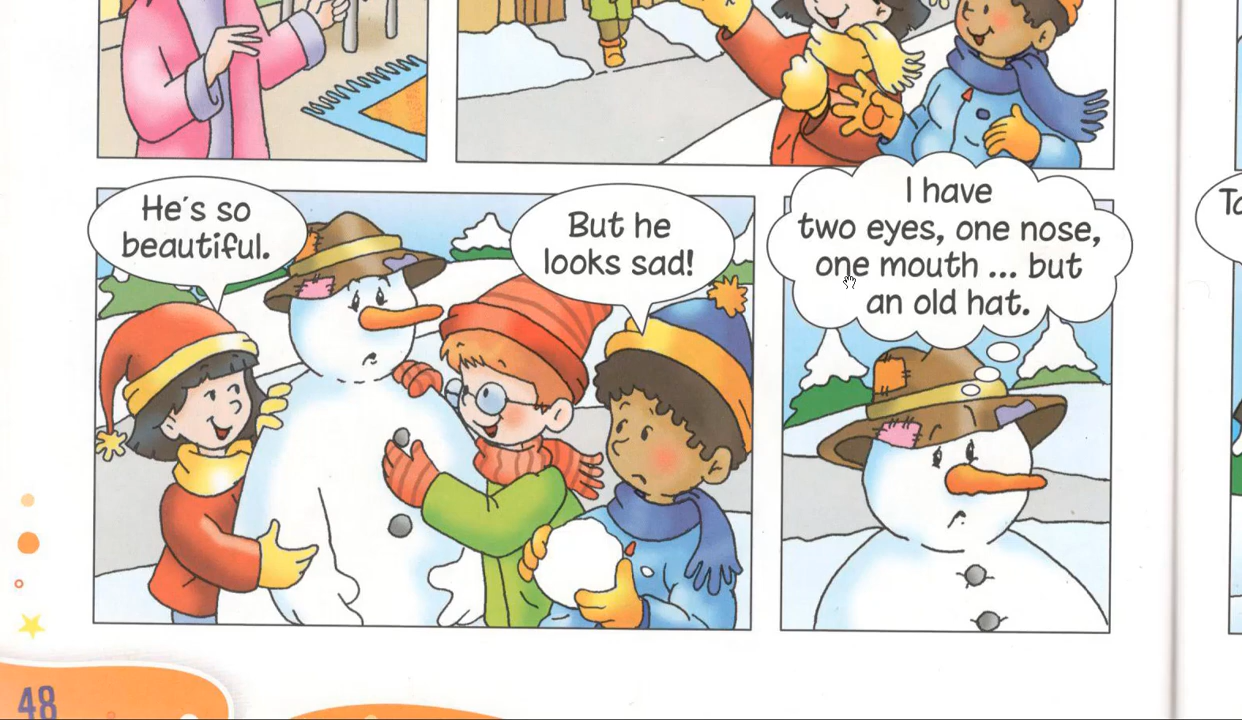 He's so
beautiful.
But he
looks sad!
I have
two eyes, one nose,
one mouth ... but
an old hat.
48